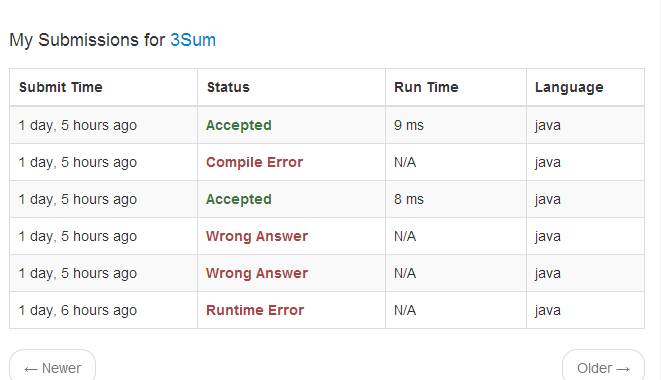 My Submissions for 3Sum
Submit Time Status Run Time Language
1 day, 5 hours ago Accepted 9 ms java
1 day, 5 hours ago Compile Error N/A java
1 day, 5 hours ago Accepted 8 ms java
1 day, 5 hours ago Wrong Answer N/A java
1 day, 5 hours ago Wrong Answer N/A java
1 day, 6 hours ago Runtime Error N/A java
← Newer Older →